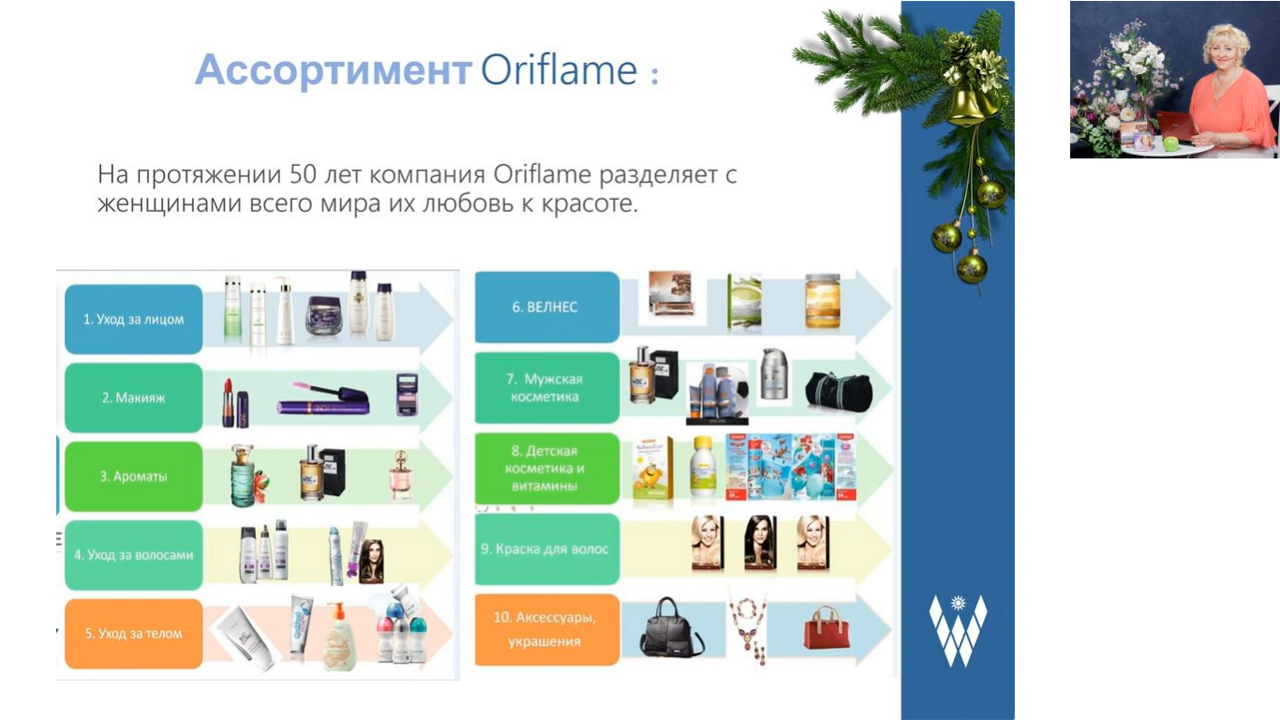 Ассортимент Oriflame :
На протяжении 50 лет компания Oriflame разделяет с
женщинами всего мира их любовь к красоте.
1. Уход за лицом
2. Макияж
3. Ароматы
4. Уход за волосами
5. Уход за телом
6. ВЕЛНЕС
7. Мужская
косметика
8. Детская
косметика и
витамины
9. Краска для волос
10. Аксессуары,
украшения